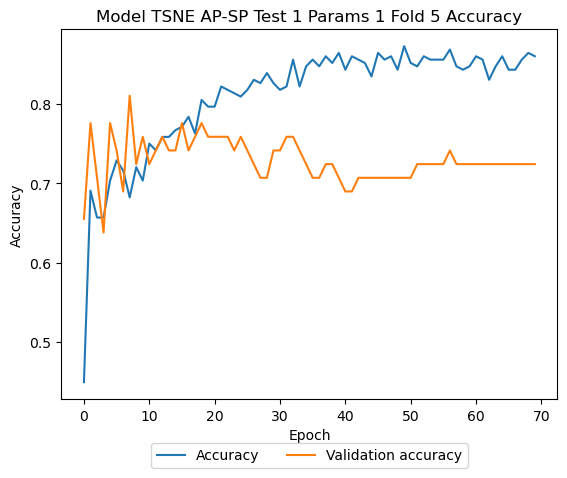 Model TSNE AP-SP Test 1 Params 1 Fold 5 Accuracy
0.8
0.7
0.6
0.5
Accuracy
0 10 20 30 40 50 60 70
Epoch
Accuracy Validation accuracy